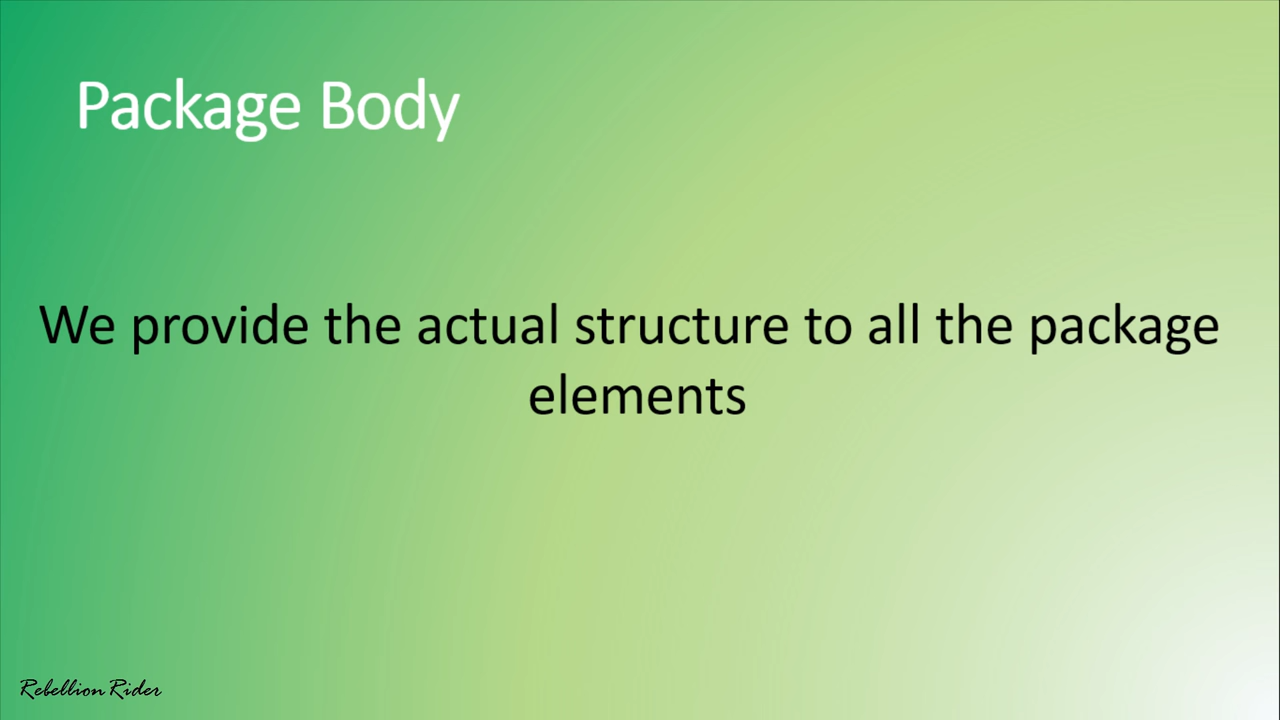 Package Body
We provide the actual structure to all the package
elements
Rebellion Rider